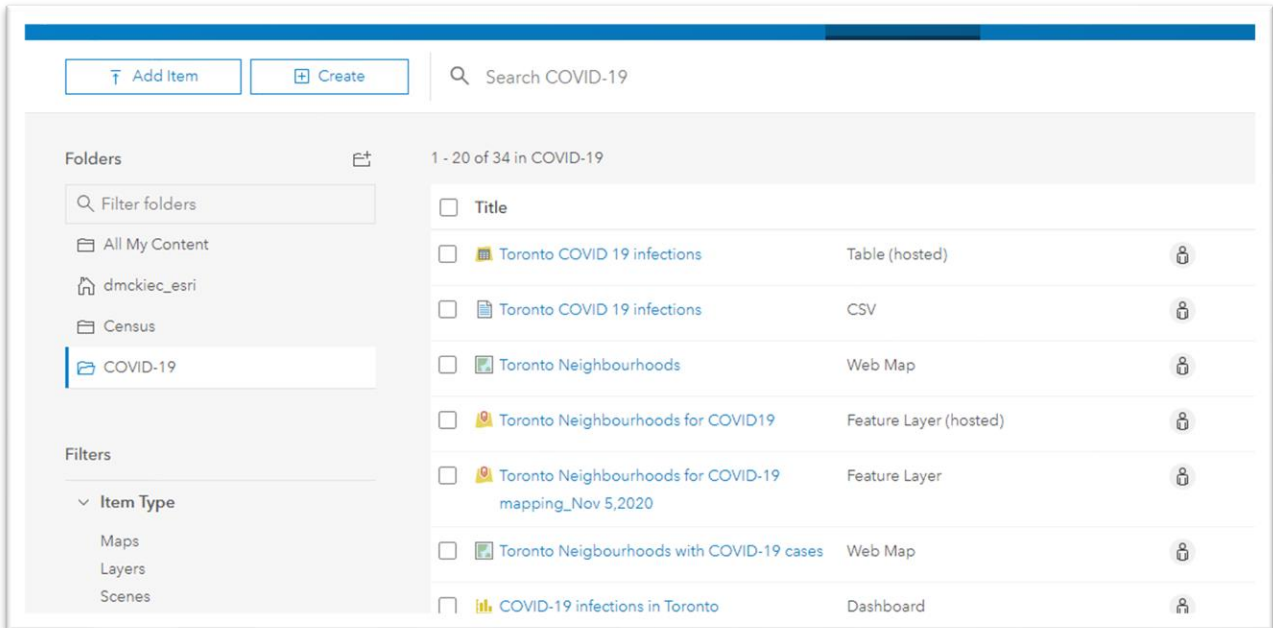 Add Item
Create
Search COVID-19
Folders
1 - 20 of 34 in COVID-19
Filter folders
Title
All My Content
Toronto COVID 19 infections Table (hosted)
dmckiec_esri
Toronto COVID 19 infections CSV
Census
COVID-19
Toronto Neighbourhoods Web Map
Toronto Neighbourhoods for COVID19 Feature Layer (hosted)
Filters
Toronto Neighbourhoods for COVID-19 Feature Layer
mapping_Nov 5,2020
Item Type
Maps
Toronto Neigbourhoods with COVID-19 cases Web Map
Layers
Scenes
COVID-19 infections in Toronto Dashboard